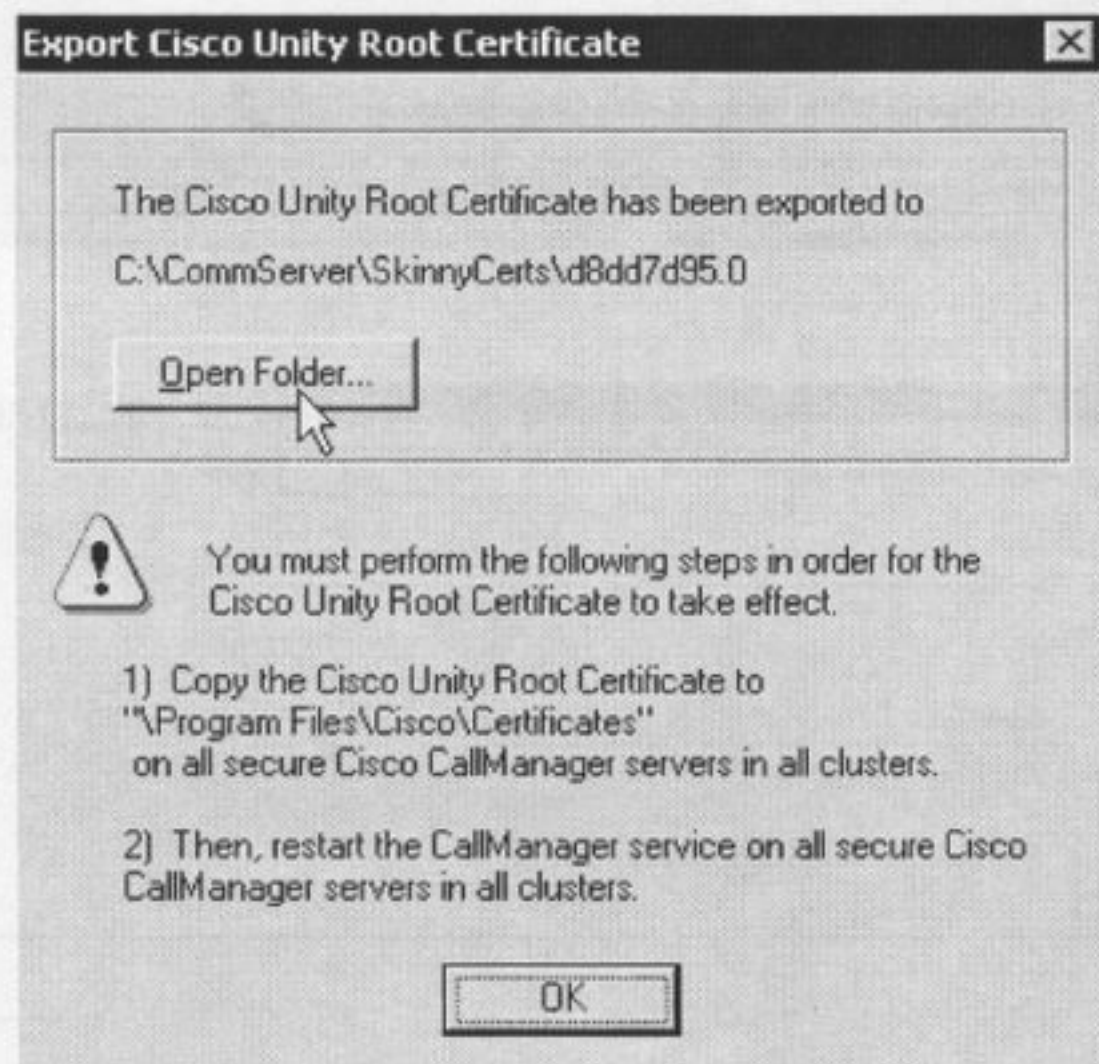 Export Cisco Unity Root Certificate
The Cisco Unity Root Certificate has been exported to
C:\CommServer\SkinnyCerts\d8dd7d95.0
Open Folder...
You must perform the following steps in order for the
Cisco Unity Root Certificate to take effect.
1) Copy the Cisco Unity Root Certificate to
"\Program Files\Cisco\Certificates"
on all secure Cisco CallManager servers in all clusters.
2) Then, restart the CallManager service on all secure Cisco
CallManager servers in all clusters.
OK